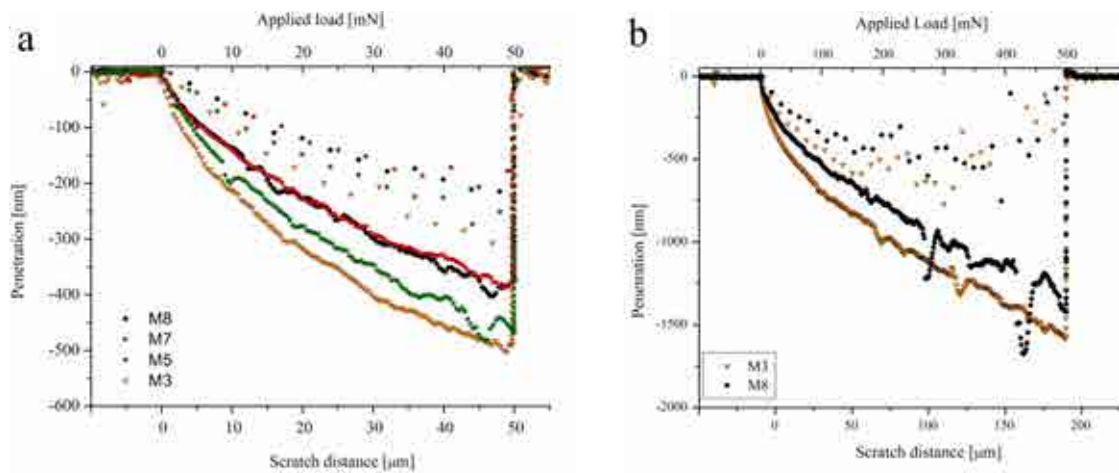 a
Applied load [mN]
0 10 20 30 40 50
0
-100
-200
-300
-400
-500
-600
Penetration [nm]
M8
M7
M5
M3
0 10 20 30 40 50
Scratch distance [µm]
b
Applied Load [mN]
0 100 200 300 400 500
0
-500
-1000
-1500
-2000
Penetration [nm]
M3
M8
0 50 100 150 200
Scratch distance [µm]